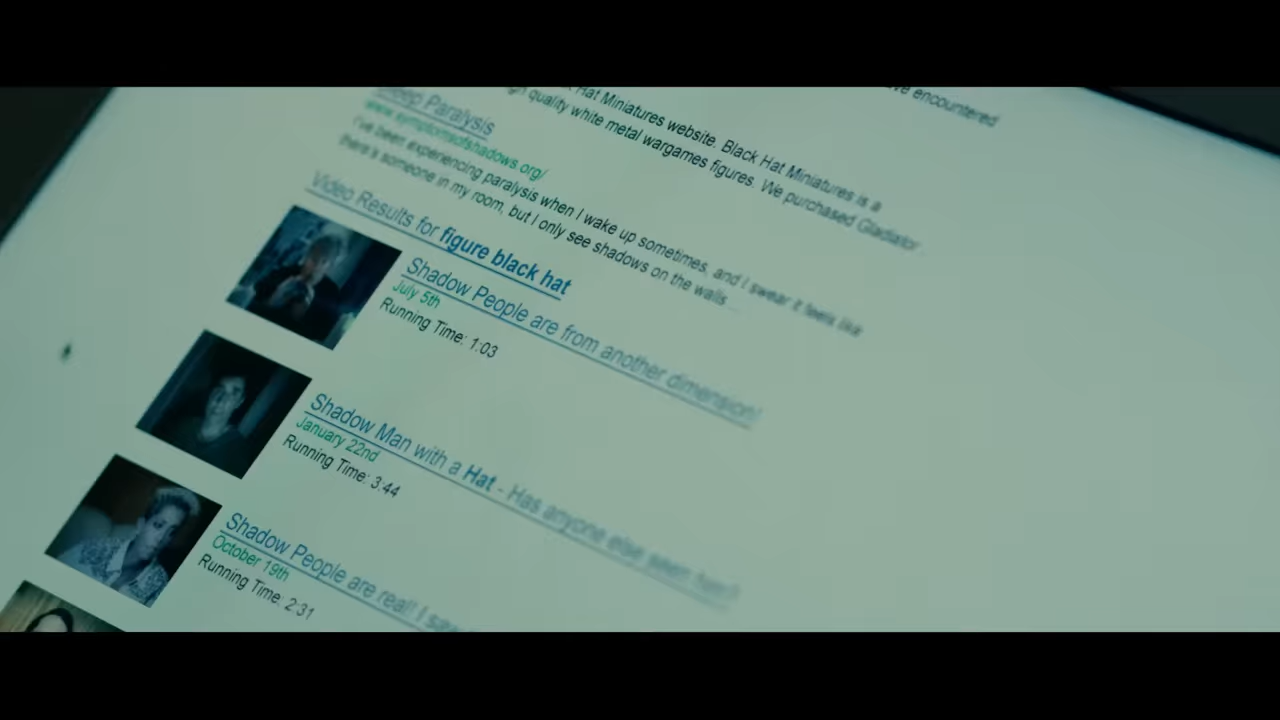 ve encountered
Hat Miniatures website. Black Hat Miniatures is a
gh quality white metal wargames figures. We purchased Gladiator
Sleep Paralysis
www.symptomsofshadows.org/
I've been experiencing paralysis when I wake up sometimes, and I swear it feels like
there's someone in my room, but I only see shadows on the walls
Video Results for figure black hat
Shadow People are from another dimension!
July 5th
Running Time: 1:03
Shadow Man with a Hat - Has anyone else seen him?
January 22nd
Running Time: 3:44
Shadow People are real! I saw
October 19th
Running Time: 2:31